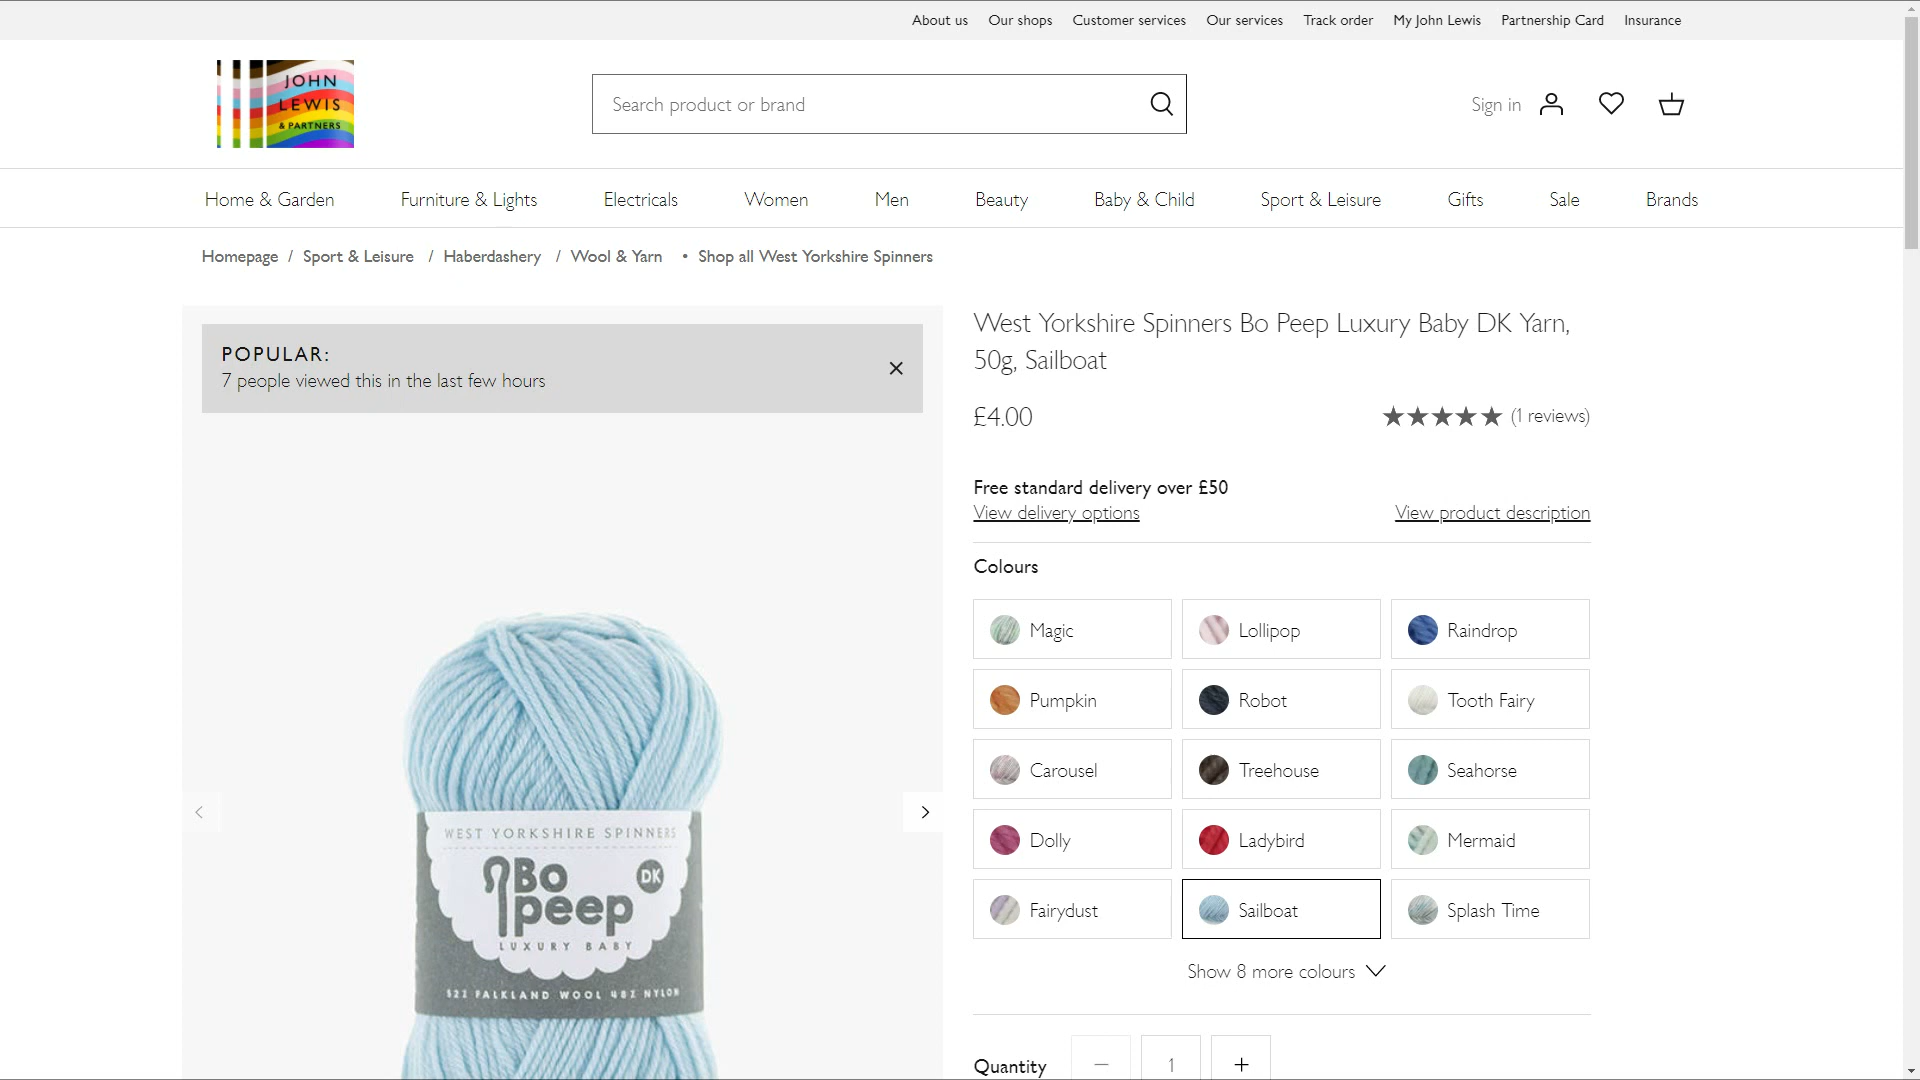 About us Our shops Customer services Our services Track order My John Lewis Partnership Card Insurance
JOHN
LEWIS
& PARTNERS
Search product or brand
Sign in
Home & Garden Furniture & Lights Electricals Women Men Beauty Baby & Child Sport & Leisure Gifts Sale Brands
Homepage / Sport & Leisure / Haberdashery / Wool & Yarn • Shop all West Yorkshire Spinners
POPULAR:
7 people viewed this in the last few hours
WEST YORKSHIRE SPINNERS
Bo
peep
DK
LUXURY BABY
52% FALKLAND WOOL 48% NYLON
West Yorkshire Spinners Bo Peep Luxury Baby DK Yarn,
50g, Sailboat
£4.00
(1 reviews)
Free standard delivery over £50
View delivery options
View product description
Colours
Magic Lollipop Raindrop
Pumpkin Robot Tooth Fairy
Carousel Treehouse Seahorse
Dolly Ladybird Mermaid
Fairydust Sailboat Splash Time
Show 8 more colours
Quantity − 1 +